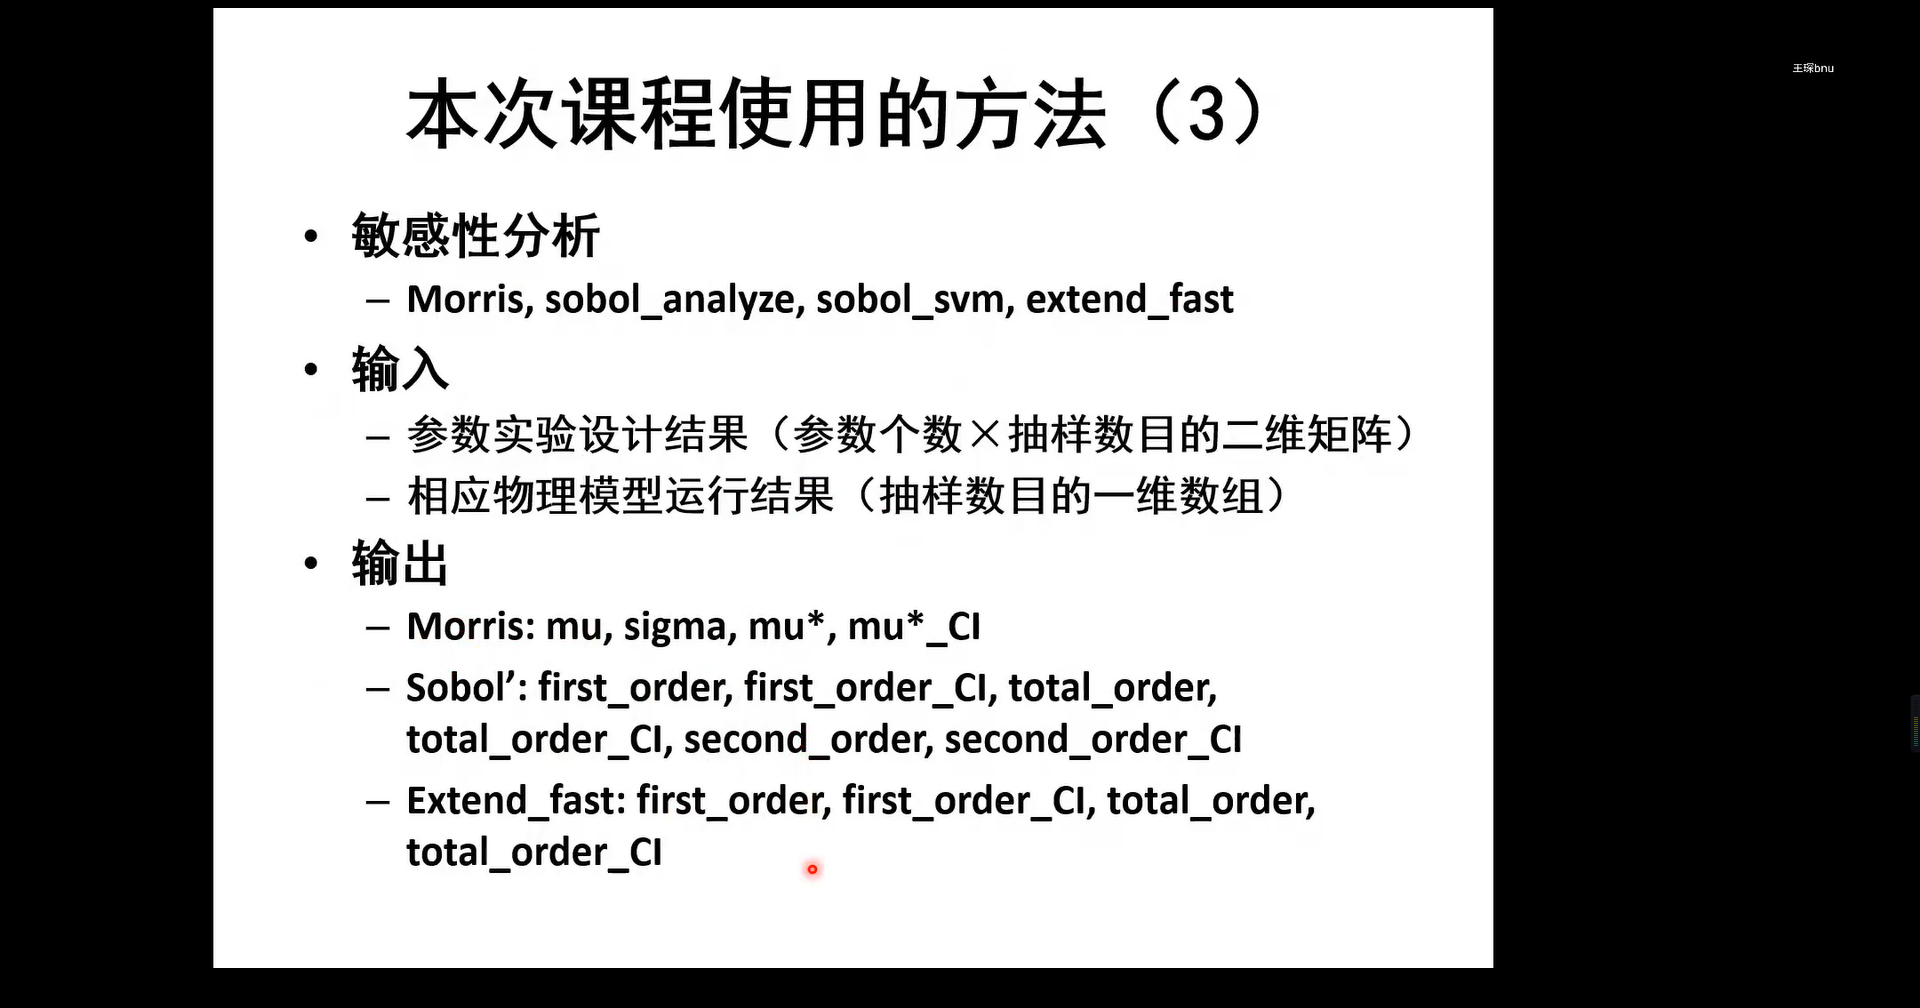 本次课程使用的方法（3）
王琛bnu
• 敏感性分析
– Morris, sobol_analyze, sobol_svm, extend_fast
• 输入
– 参数实验设计结果（参数个数×抽样数目的二维矩阵）
– 相应物理模型运行结果（抽样数目的一维数组）
• 输出
– Morris: mu, sigma, mu*, mu*_CI
– Sobol’: first_order, first_order_CI, total_order,
total_order_CI, second_order, second_order_CI
– Extend_fast: first_order, first_order_CI, total_order,
total_order_CI